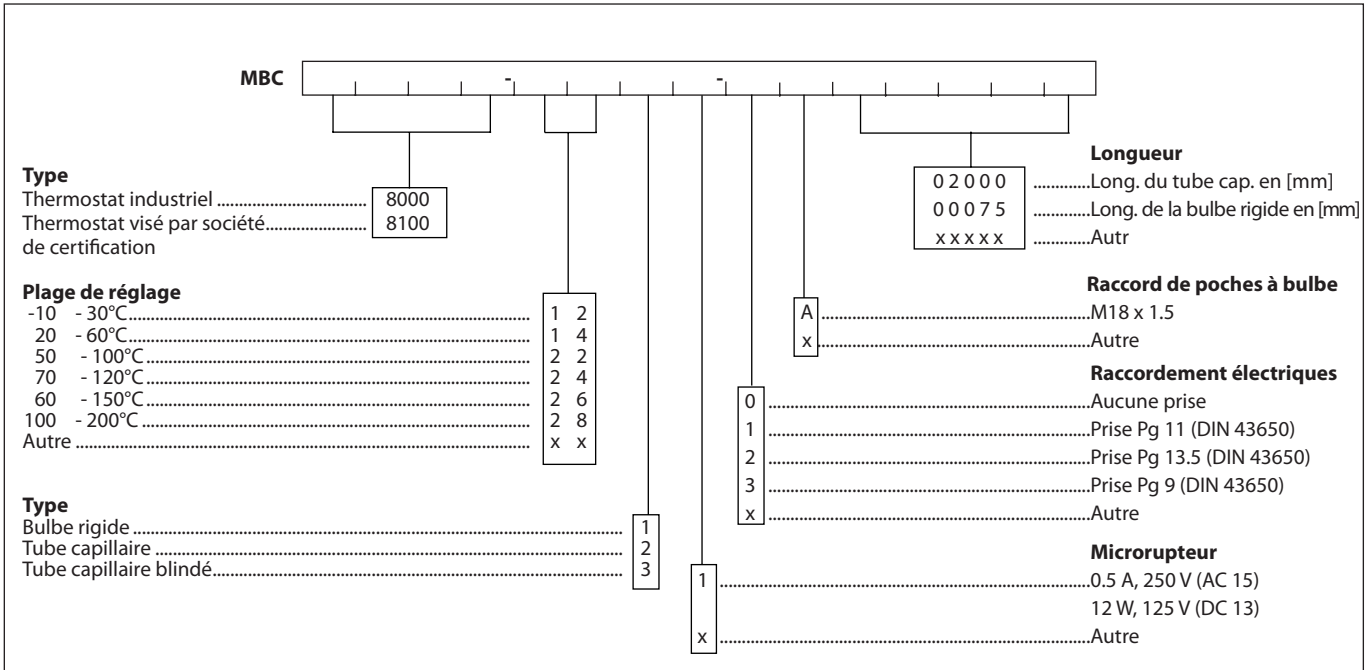 MBC - -
Type
Thermostat industriel 8000
Thermostat visé par société 8100
de certification
Plage de réglage
-10 - 30°C 1 2
20 - 60°C 1 4
50 - 100°C 2 2
70 - 120°C 2 4
60 - 150°C 2 6
100 - 200°C 2 8
Autre x x
Type
Bulbe rigide 1
Tube capillaire 2
Tube capillaire blindé 3
Longueur
0 2 0 0 0 Long. du tube cap. en [mm]
0 0 0 7 5 Long. de la bulbe rigide en [mm]
x x x x x Autr
Raccord de poches à bulbe
A M18 x 1.5
x Autre
Raccordement électriques
0 Aucune prise
1 Prise Pg 11 (DIN 43650)
2 Prise Pg 13.5 (DIN 43650)
3 Prise Pg 9 (DIN 43650)
x Autre
Microrupteur
1 0.5 A, 250 V (AC 15)
12 W, 125 V (DC 13)
x Autre